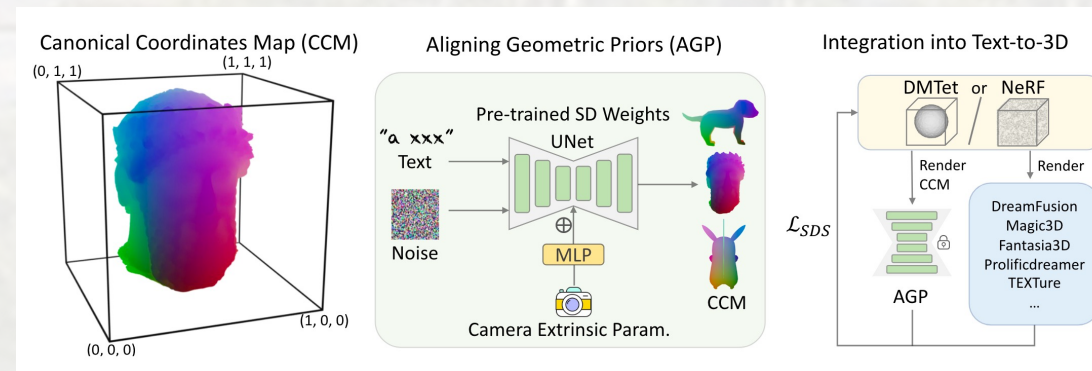 Canonical Coordinates Map (CCM)
(0, 1, 1)
(1, 1, 1)
(1, 0, 0)
(0, 0, 0)
Aligning Geometric Priors (AGP)
Pre-trained SD Weights
UNet
"a xxx"
Text
Noise
MLP
CCM
Camera Extrinsic Param.
Integration into Text-to-3D
DMTet or NeRF
Render
CCM
Render
ℒSDS
AGP
DreamFusion
Magic3D
Fantasia3D
Prolificdreamer
TEXTure
...